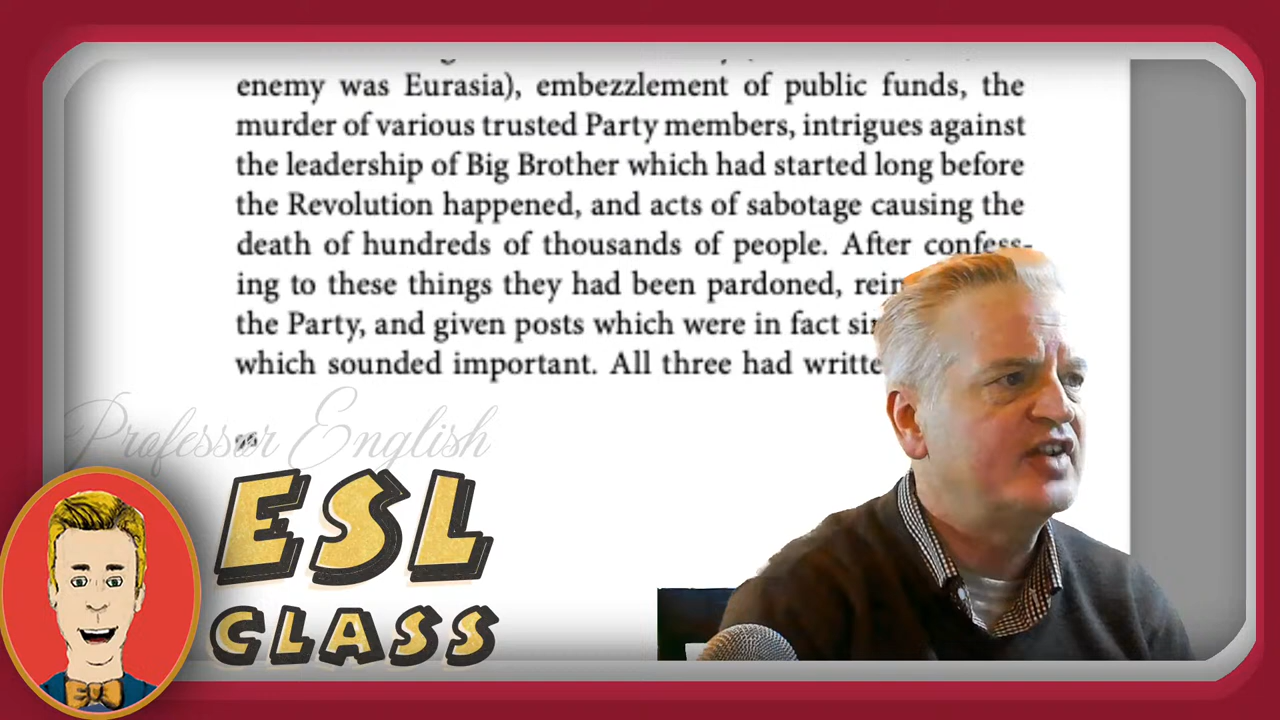 enemy was Eurasia), embezzlement of public funds, the
murder of various trusted Party members, intrigues against
the leadership of Big Brother which had started long before
the Revolution happened, and acts of sabotage causing the
death of hundreds of thousands of people. After confess-
ing to these things they had been pardoned,
the Party, and given posts which were in fact
which sounded important. All three had
Professor English
ESL
CLASS